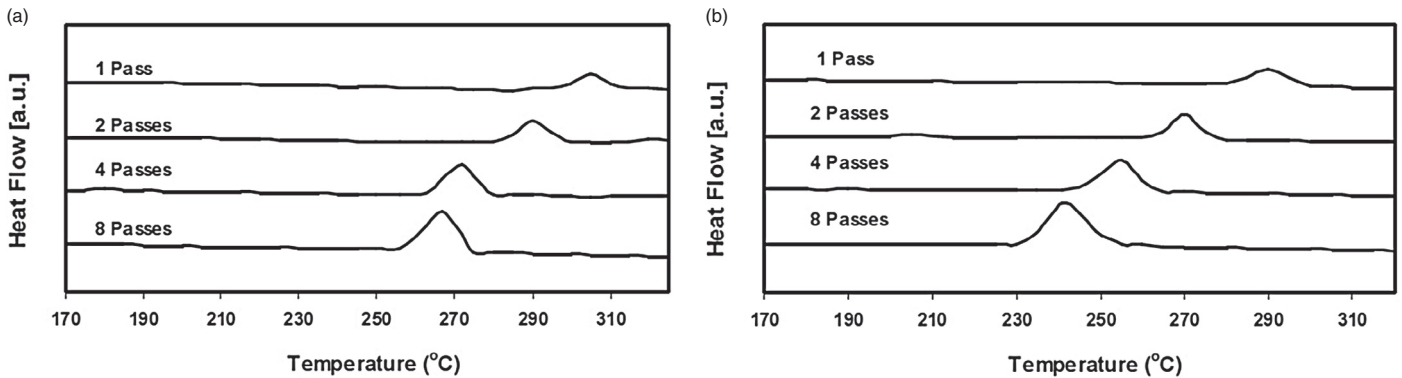 (a)
1 Pass
2 Passes
4 Passes
8 Passes
Heat Flow [a.u.]
170 190 210 230 250 270 290 310
Temperature (°C)
(b)
1 Pass
2 Passes
4 Passes
8 Passes
Heat Flow [a.u.]
170 190 210 230 250 270 290 310
Temperature (°C)